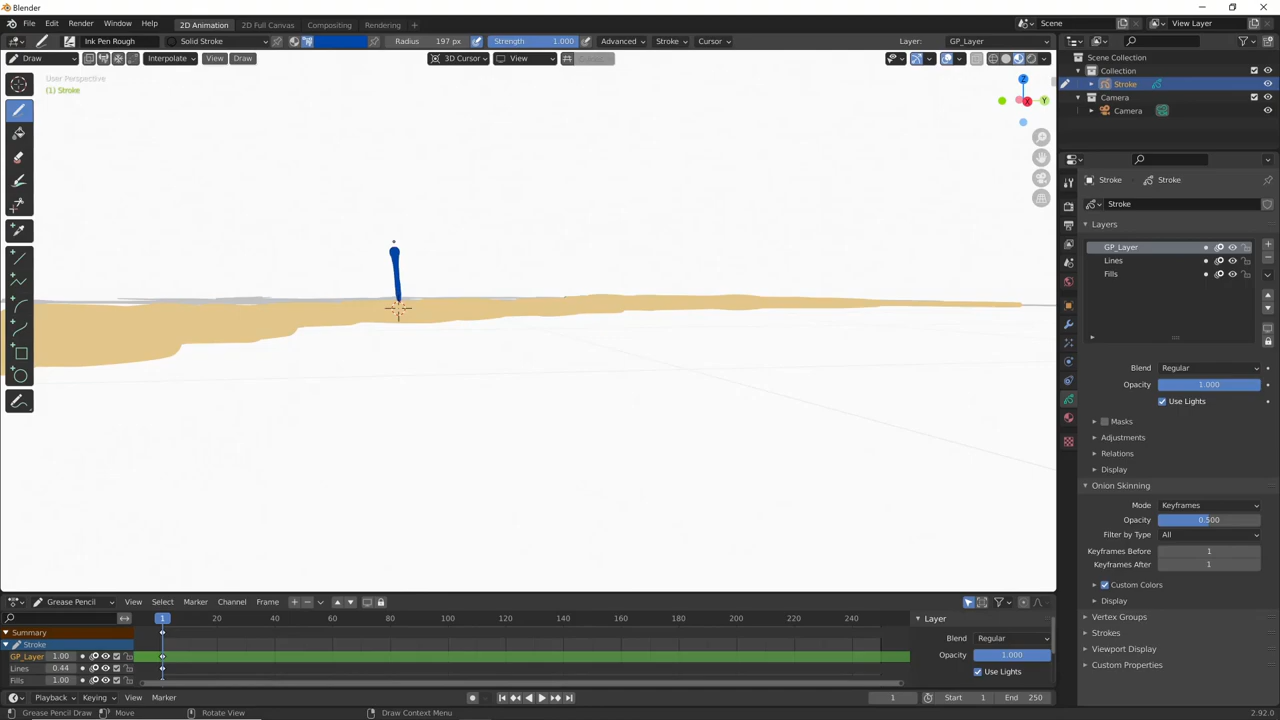 Blender
File Edit Render Window Help 2D Animation 2D Full Canvas Compositing Rendering Scene View Layer
Ink Pen Rough Solid Stroke Radius 197 px Strength 1.000 Advanced Stroke Cursor Layer: GP_Layer
Draw Interpolate View Draw 3D Cursor View
User Perspective
(1) Stroke
Z
X
Y
Scene Collection
Collection
Stroke
Camera
Camera
Stroke Stroke
Stroke
Layers
GP_Layer
Lines
Fills
Blend Regular
Opacity 1.000
Use Lights
Masks
Adjustments
Relations
Display
Onion Skinning
Mode Keyframes
Opacity 0.500
Filter by Type All
Keyframes Before 1
Keyframes After 1
Custom Colors
Display
Vertex Groups
Strokes
Viewport Display
Custom Properties
Grease Pencil View Select Marker Channel Frame
1 20 40 60 80 100 120 140 160 180 200 220 240
Summary
Stroke
GP_Layer 1.00
Lines 0.44
Fills 1.00
Layer
Blend Regular
Opacity 1.000
Use Lights
Playback Keying View Marker 1 Start 1 End 250
Grease Pencil Draw Move Rotate View Draw Context Menu 2.92.0